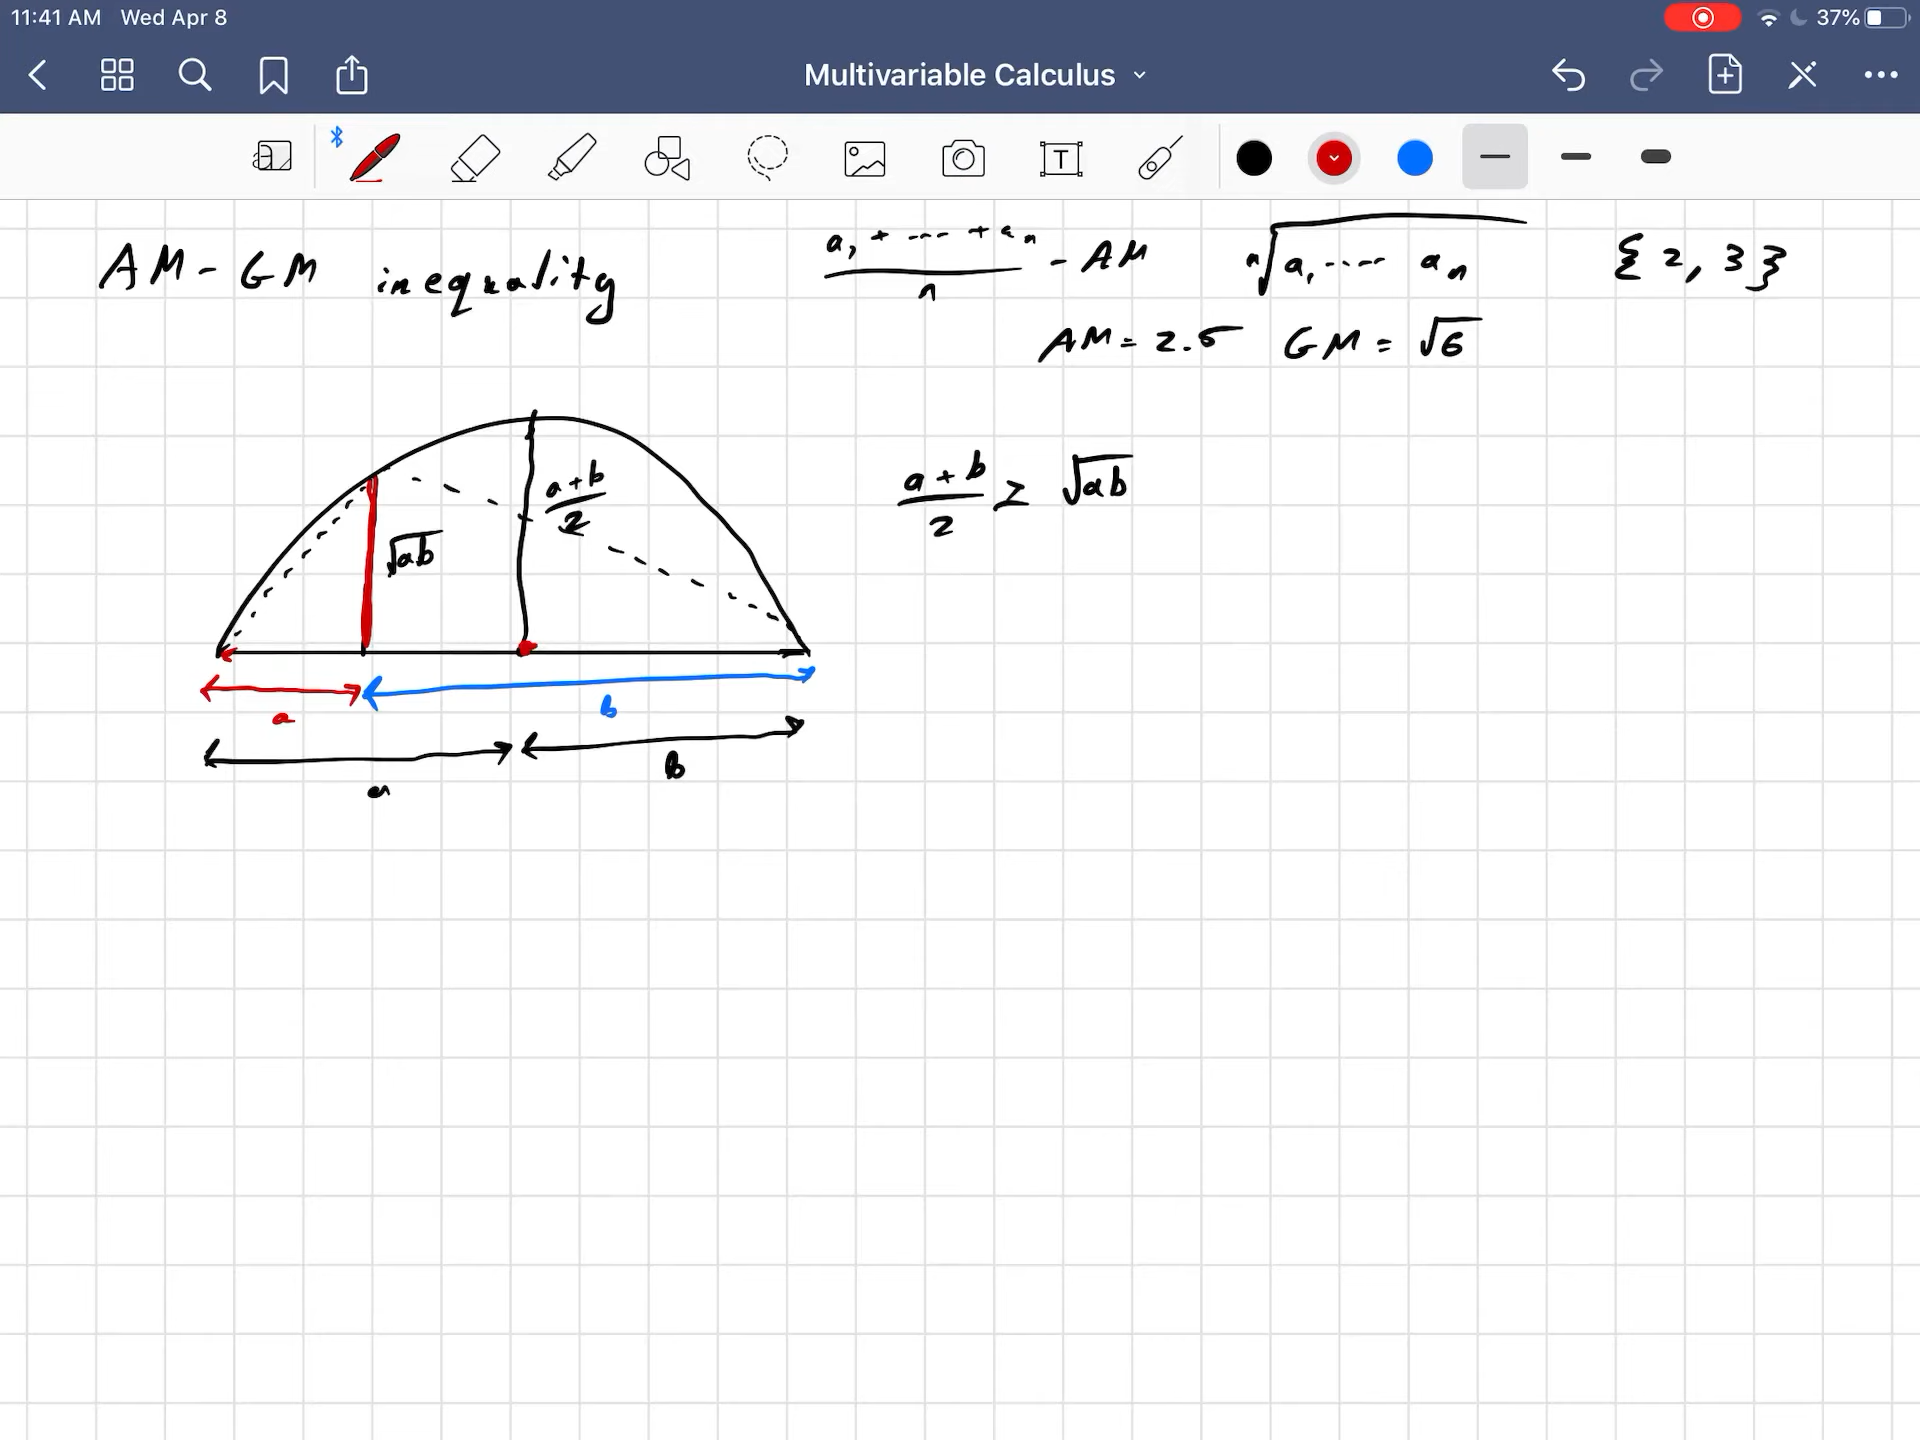 11:41 AM Wed Apr 8
37%
Multivariable Calculus
T
AM-GM inequality
a₁ + ---- + aₙ
n
- AM
ⁿ√a₁ ---- aₙ
{2, 3}
AM = 2.5 GM = √6
a+b
2
√ab
a+b
2
≥ √ab
a
b
a
b